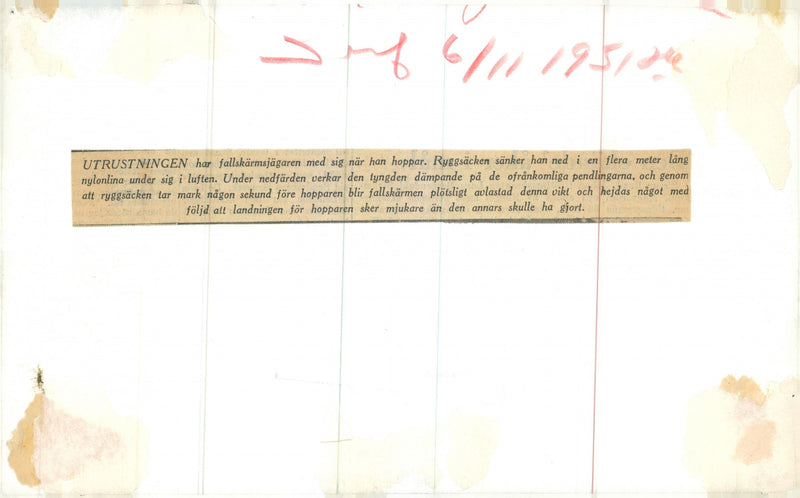 6/11 1951
UTRUSTNINGEN har fallskärmsjägaren med sig när han hoppar. Ryggsäcken sänker han ned i en flera meter lång
nylonlina under sig i luften. Under nedfärden verkar den tyngden dämpande på de ofrånkomliga pendlingarna, och genom
att ryggsäcken tar mark någon sekund före hopparen blir fallskärmen plötsligt avlastad denna vikt och hejdas något med
följd att landningen för hopparen sker mjukare än den annars skulle ha gjort.